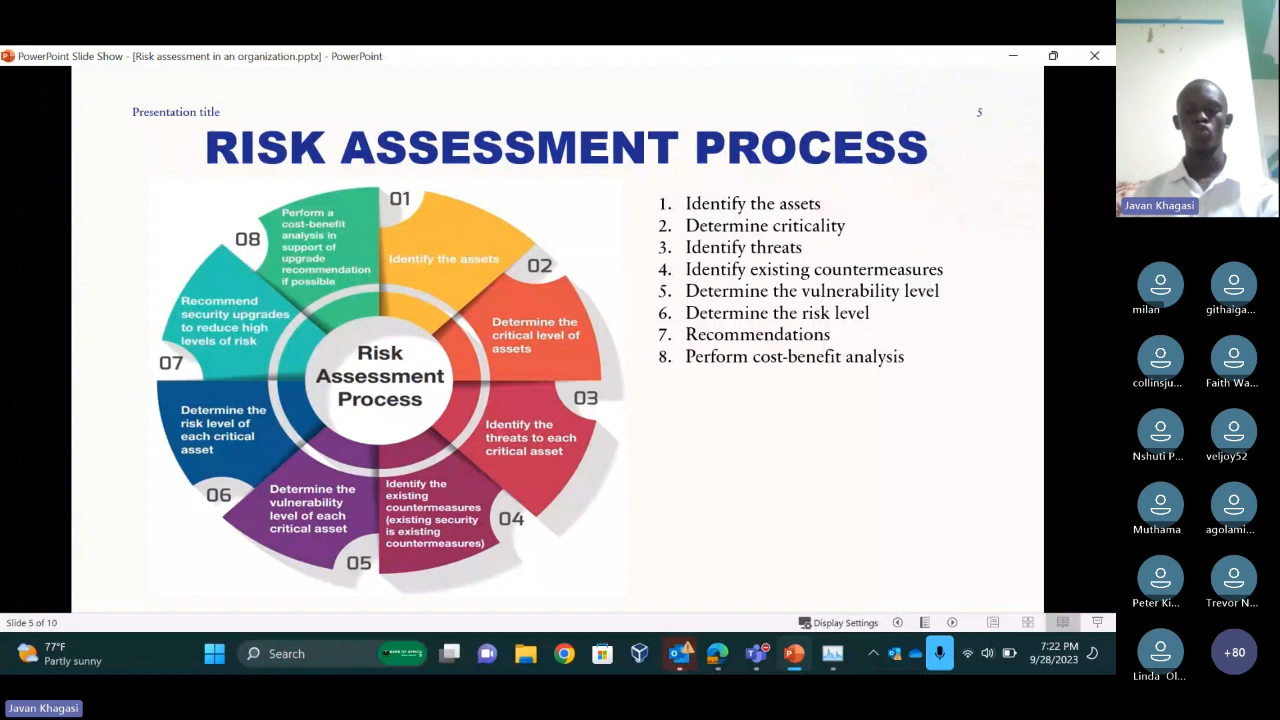 PowerPoint Slide Show - [Risk assessment in an organization.pptx] - PowerPoint
Presentation title
5
RISK ASSESSMENT PROCESS
01
Identify the assets
02
Determine the
critical level of
assets
03
Identify the
threats to each
critical asset
04
Identify the
existing
countermeasures
(existing security
is existing
countermeasures)
05
Determine the
vulnerability
level of each
critical asset
06
Determine the
risk level of
each critical
asset
07
Recommend
security upgrades
to reduce high
levels of risk
08
Perform a
cost-benefit
analysis in
support of
upgrade
recommendation
if possible
Risk
Assessment
Process
1. Identify the assets
2. Determine criticality
3. Identify threats
4. Identify existing countermeasures
5. Determine the vulnerability level
6. Determine the risk level
7. Recommendations
8. Perform cost-benefit analysis
Javan Khagasi
milan
githaiga...
collinsju...
Faith Wa...
Nshuti P...
veljoy52
Muthama
agolami...
Peter Ki...
Trevor N...
Linda Ol...
+80
Slide 5 of 10
Display Settings
77°F
Partly sunny
Search
7:22 PM
9/28/2023
Javan Khagasi